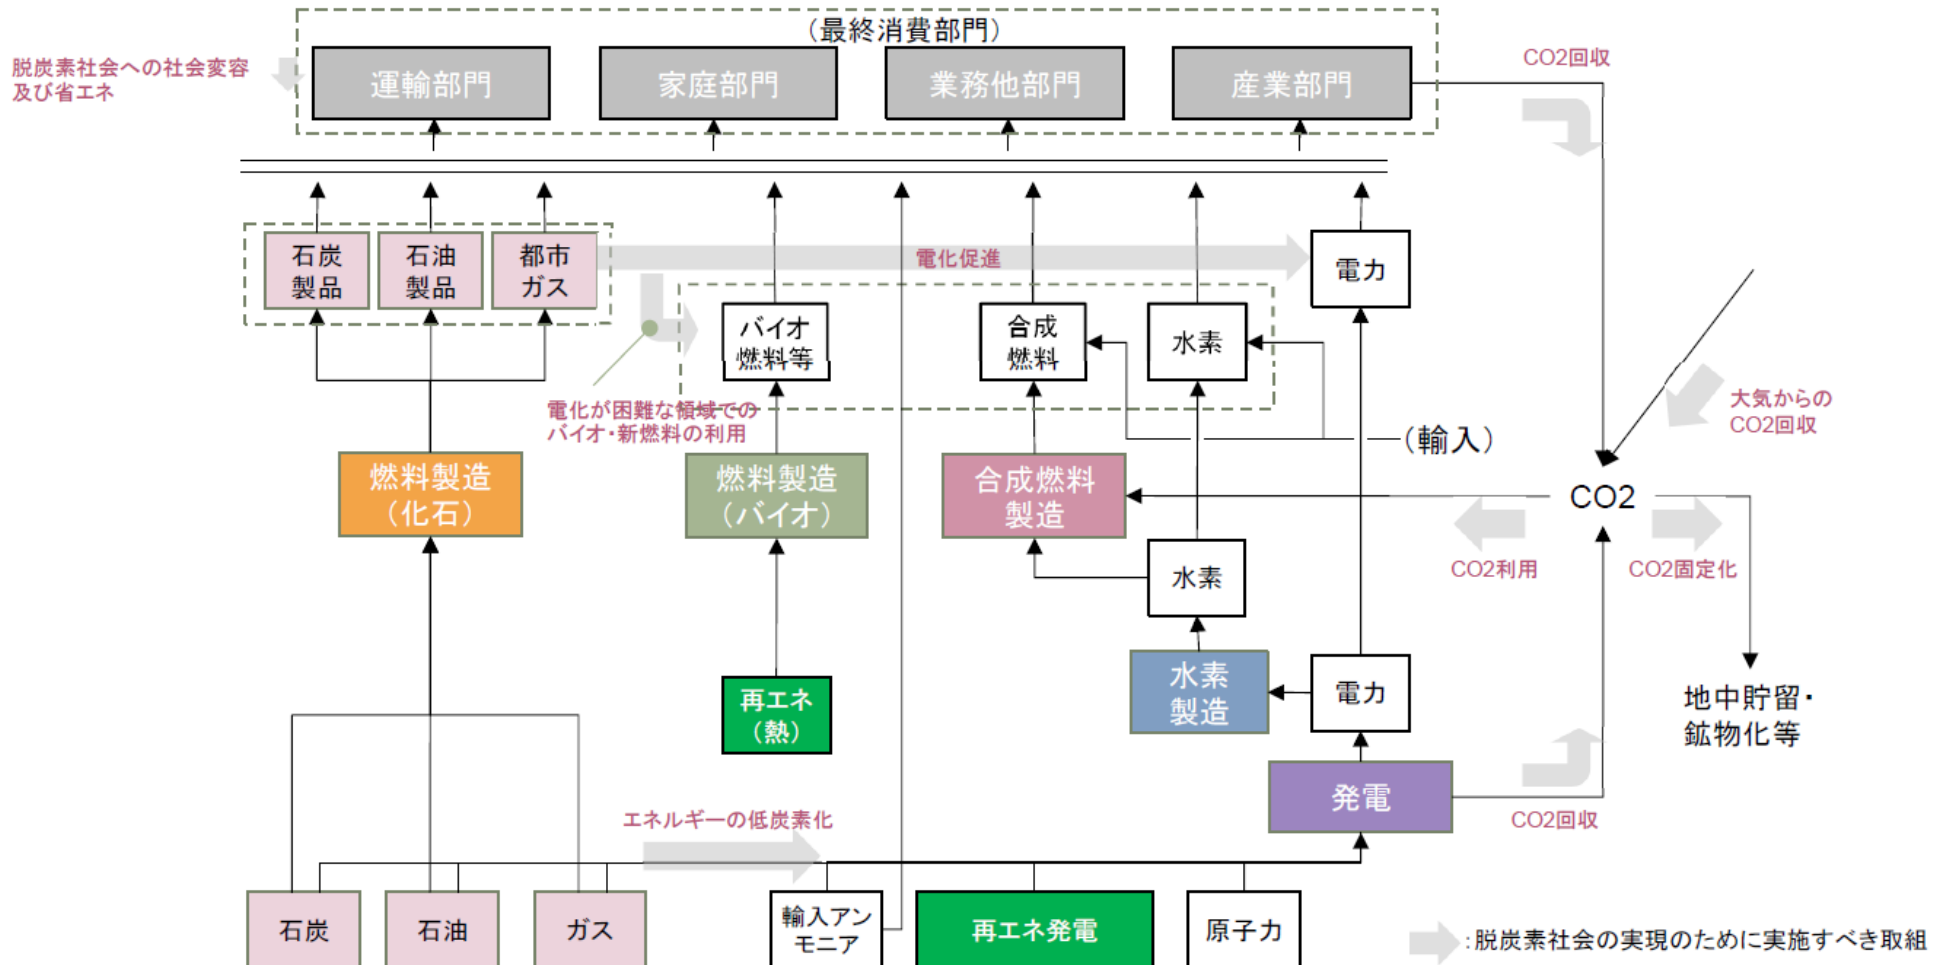 （最終消費部門）
脱炭素社会への社会変容
及び省エネ
運輸部門
家庭部門
業務他部門
産業部門
CO2回収
石炭
製品
石油
製品
都市
ガス
電化促進
電力
バイオ
燃料等
合成
燃料
水素
大気からの
CO2回収
電化が困難な領域での
バイオ・新燃料の利用
（輸入）
燃料製造
（化石）
燃料製造
（バイオ）
合成燃料
製造
CO2
CO2利用
CO2固定化
水素
水素
製造
電力
再エネ
（熱）
地中貯留・
鉱物化等
発電
エネルギーの低炭素化
CO2回収
石炭
石油
ガス
輸入アン
モニア
再エネ発電
原子力
：脱炭素社会の実現のために実施すべき取組